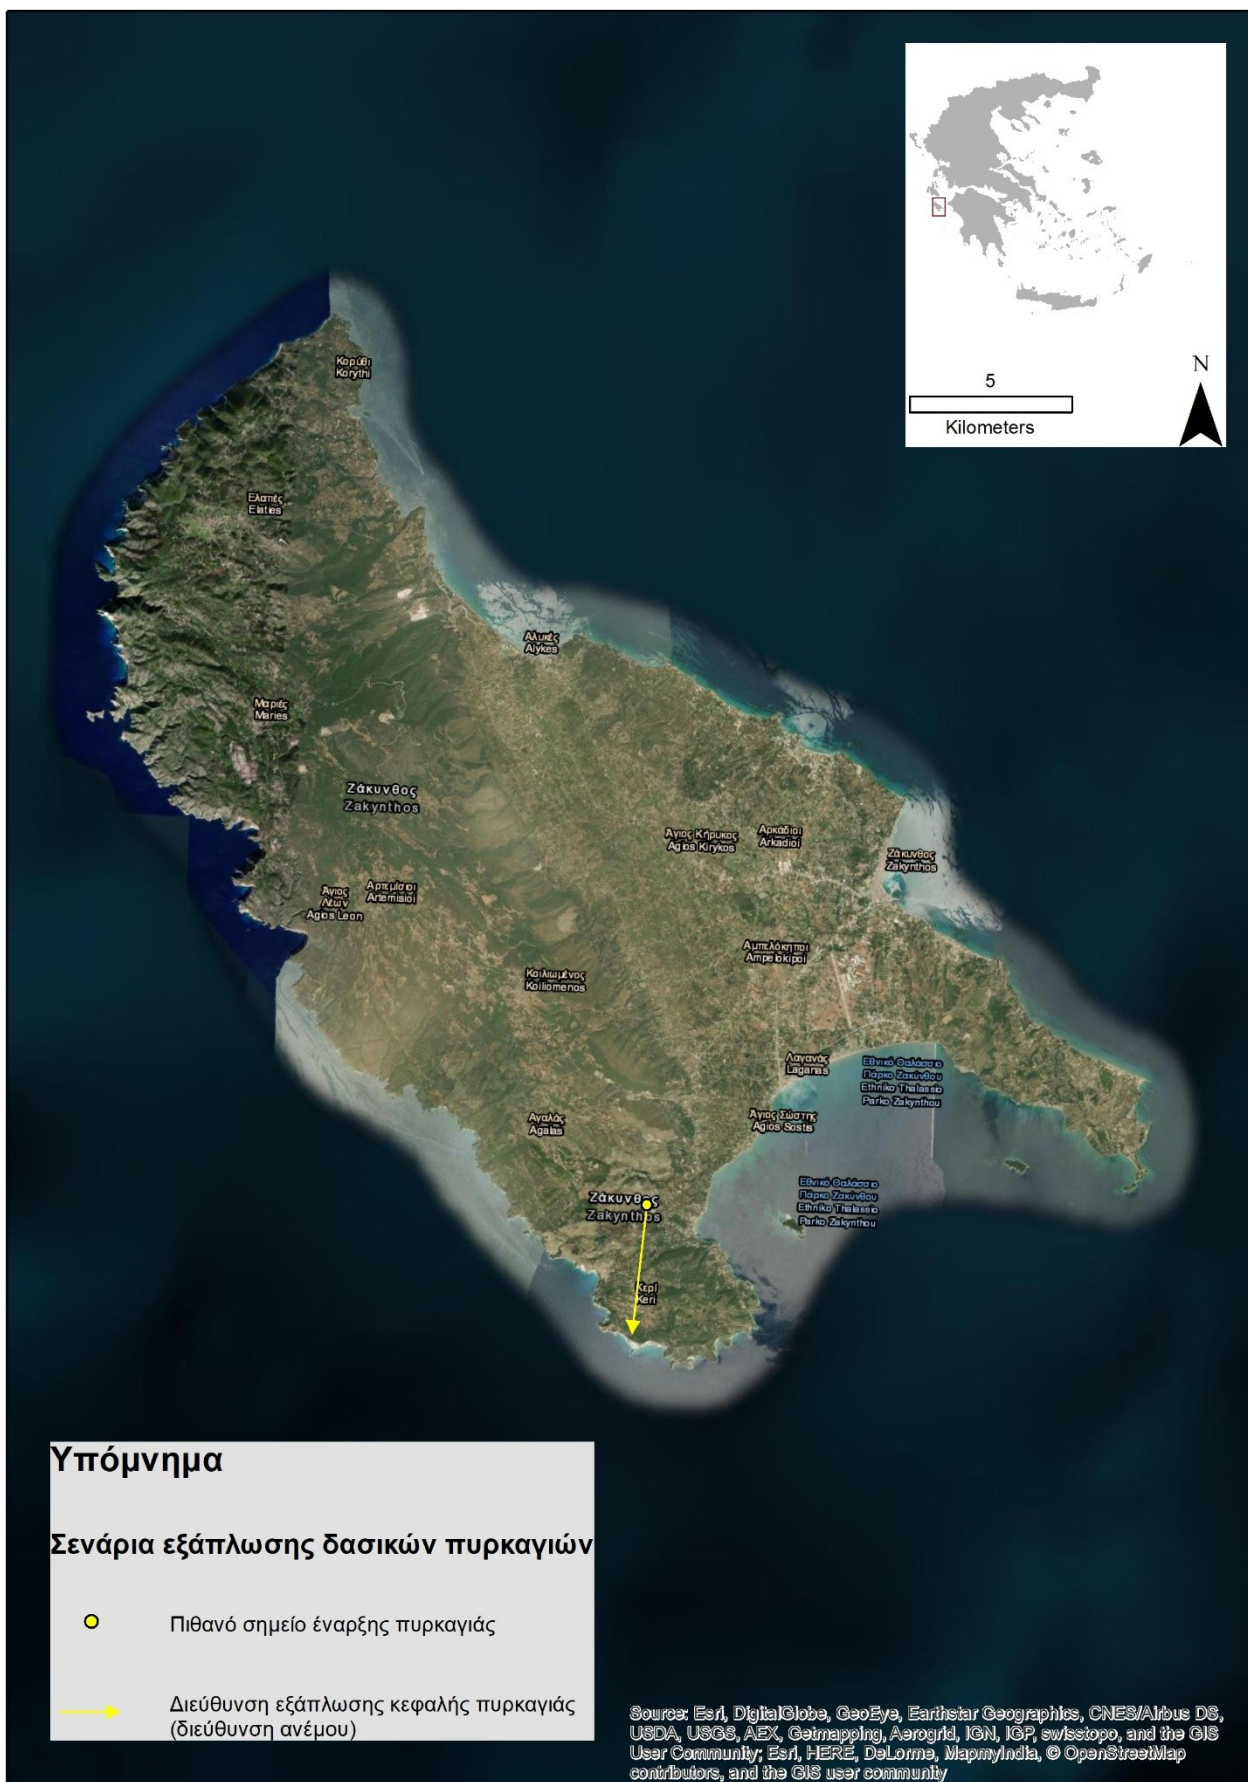 N
5
Kilometers
Κορύθι
Korythi
Ελατιές
Elaties
Αλυκές
Alykes
Μαριές
Maries
Ζάκυνθος
Zakynthos
Άγιος Κήρυκος
Agios Kirykos
Αρκάδιοι
Arkadioi
Ζάκυνθος
Zakynthos
Άγιος
Λέων
Agios Leon
Αρτεμίσιοι
Artemisioi
Αμπελόκηποι
Ampelokipoi
Κοιλιωμένος
Koiliomenos
Λαγανάς
Laganas
Εθνικό Θαλάσσιο
Πάρκο Ζακύνθου
Ethniko Thalassio
Parko Zakynthou
Αγαλάς
Agalas
Άγιος Σώστης
Agios Sostis
Ζάκυνθος
Zakynthos
Εθνικό Θαλάσσιο
Πάρκο Ζακύνθου
Ethniko Thalassio
Parko Zakynthou
Κερί
Keri
Υπόμνημα
Σενάρια εξάπλωσης δασικών πυρκαγιών
Πιθανό σημείο έναρξης πυρκαγιάς
Διεύθυνση εξάπλωσης κεφαλής πυρκαγιάς
(διεύθυνση ανέμου)
Source: Esri, DigitalGlobe, GeoEye, Earthstar Geographics, CNES/Airbus DS,
USDA, USGS, AEX, Getmapping, Aerogrid, IGN, IGP, swisstopo, and the GIS
User Community; Esri, HERE, DeLorme, MapmyIndia, © OpenStreetMap
contributors, and the GIS user community